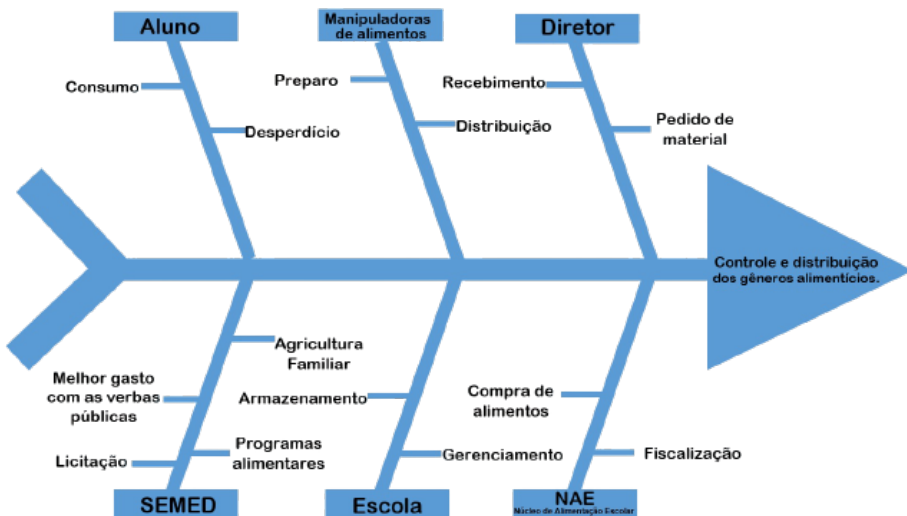 Aluno
Manipuladoras
de alimentos
Diretor
Consumo
Preparo
Recebimento
Desperdício
Distribuição
Pedido de
material
Controle e distribuição
dos gêneros alimentícios.
Agricultura
Familiar
Melhor gasto
com as verbas
públicas
Armazenamento
Compra de
alimentos
Licitação
Programas
alimentares
Gerenciamento
Fiscalização
SEMED
Escola
NAE
Núcleo de Alimentação Escolar